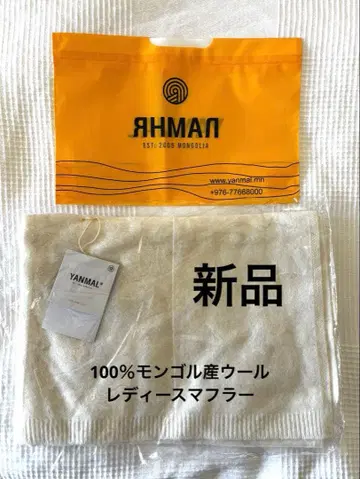 ЯНМАЛ
EST: 2008 MONGOLIA
www.yanmal.mn
+976-77668000
YANMAL
新品
100%モンゴル産ウール
レディースマフラー